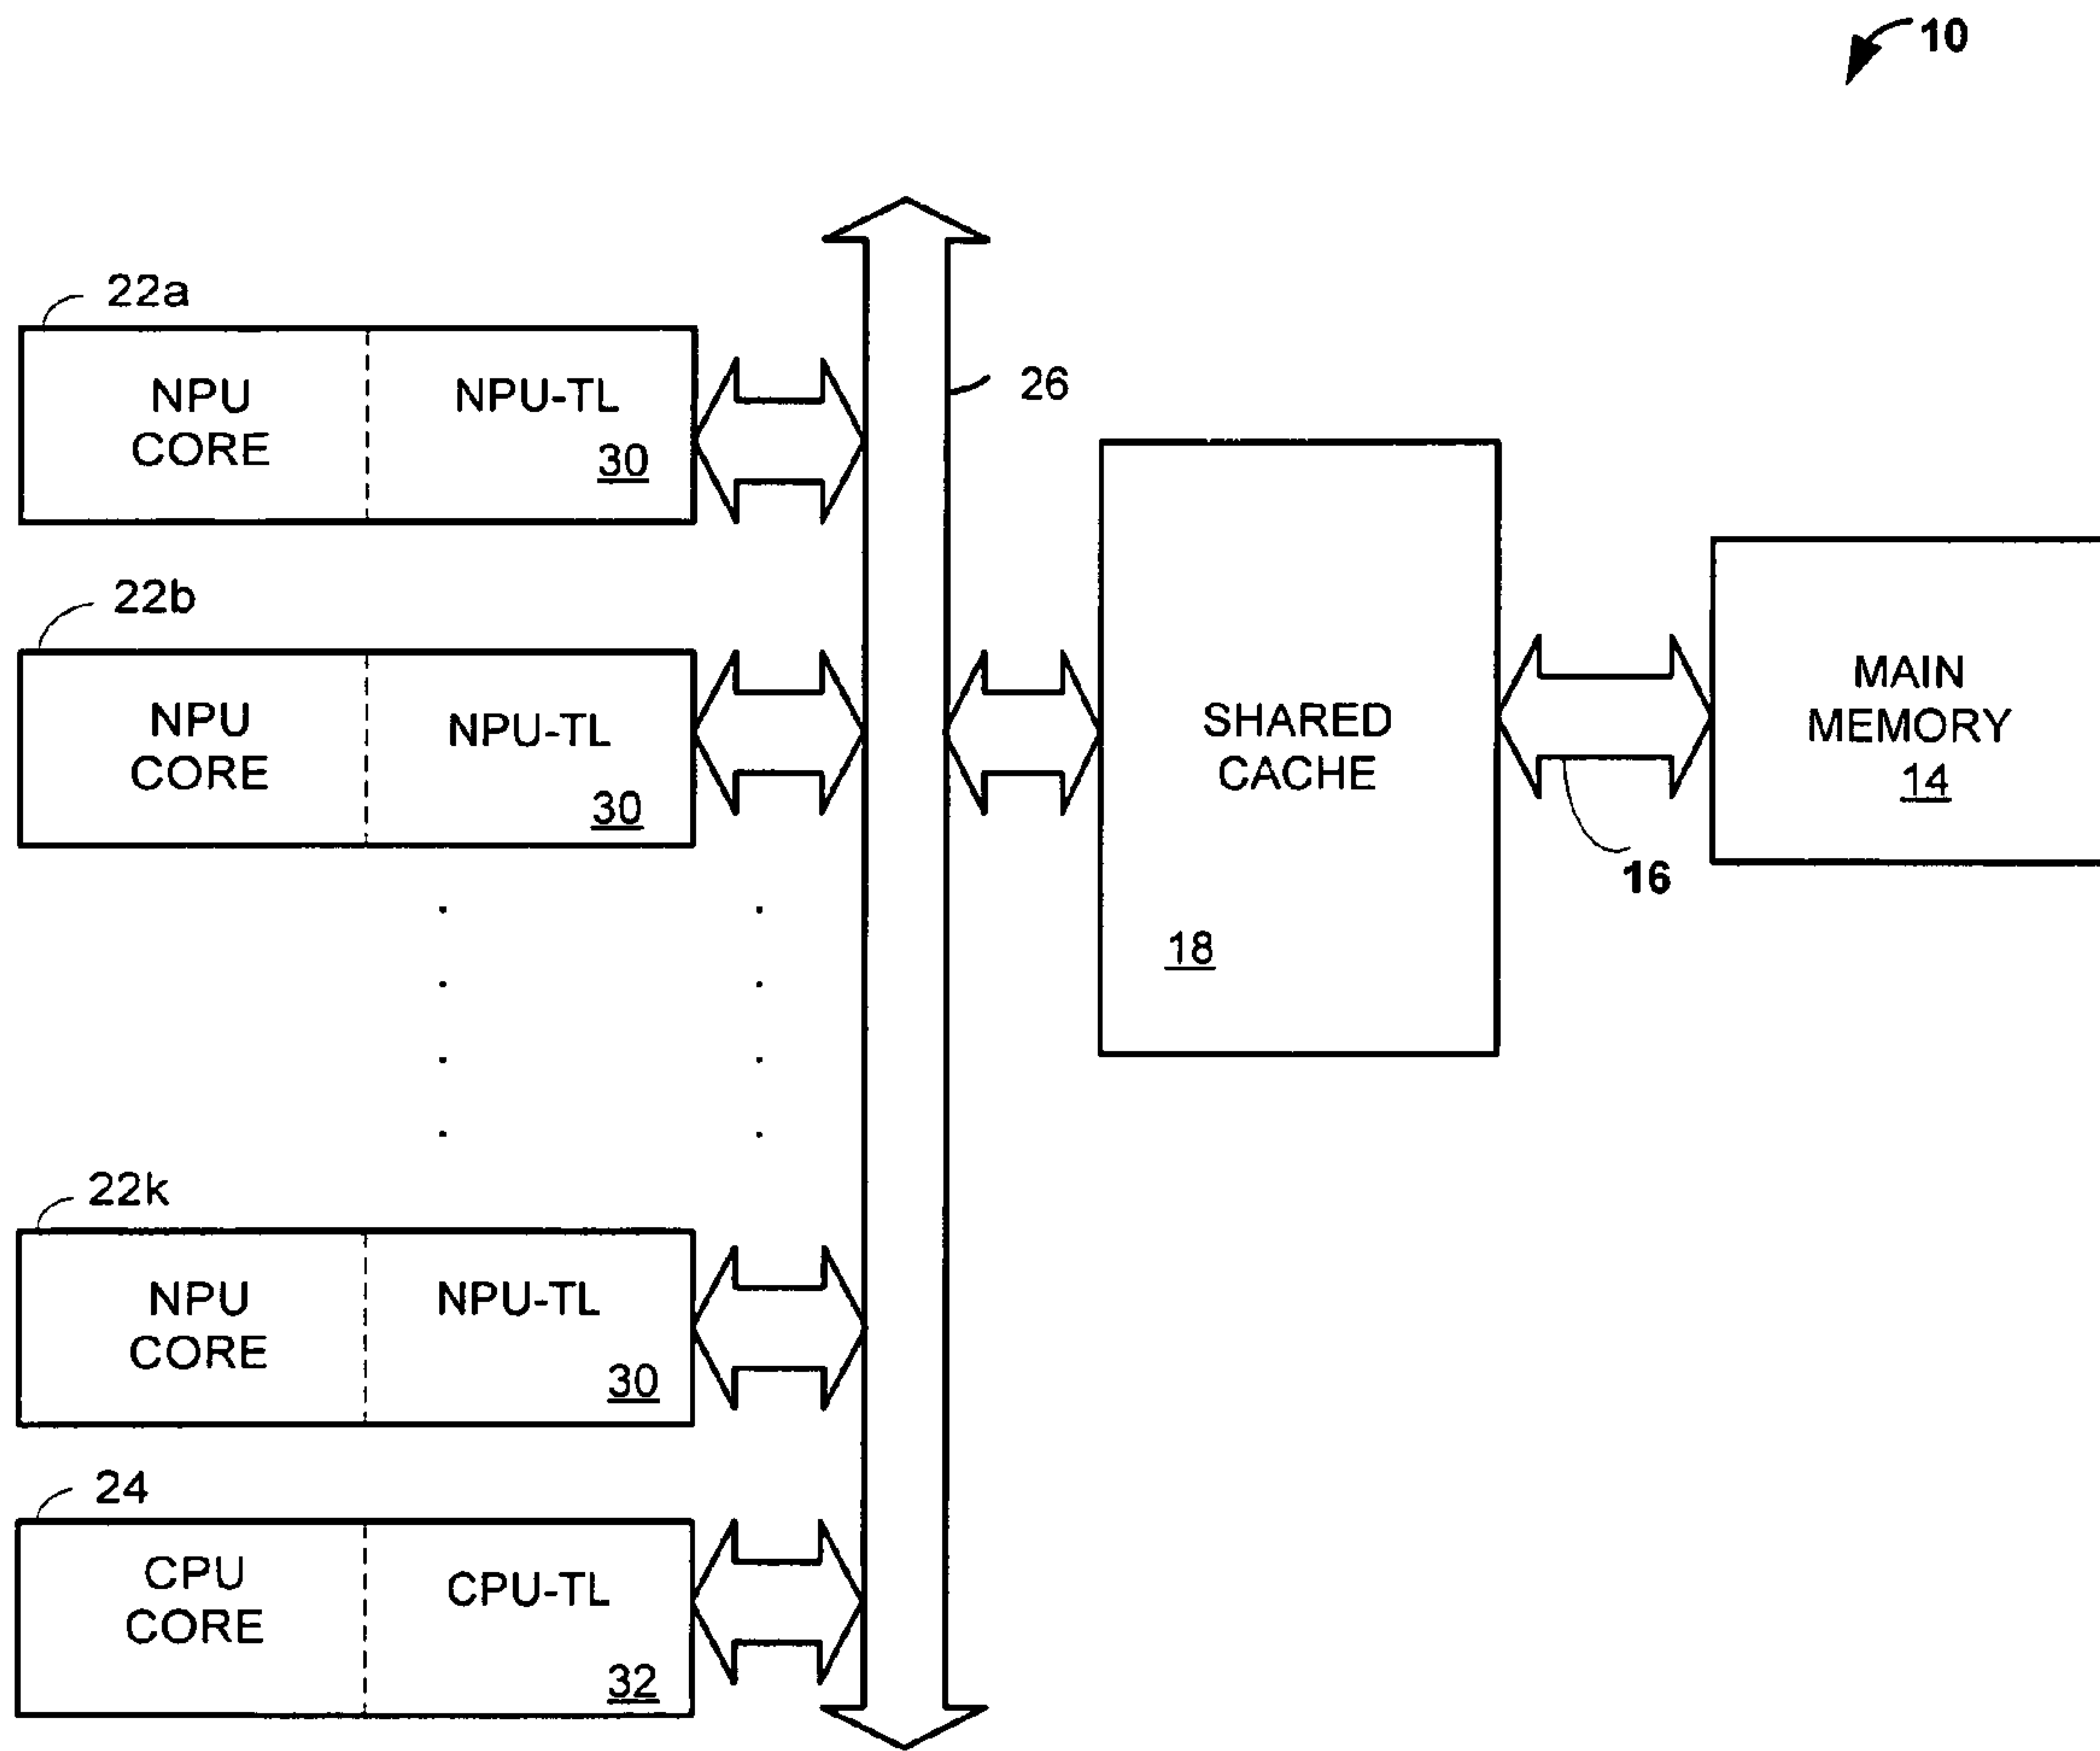 10
22a
NPU
CORE
NPU-TL
30
26
22b
NPU
CORE
NPU-TL
30
SHARED
CACHE
18
MAIN
MEMORY
14
16
22k
NPU
CORE
NPU-TL
30
24
CPU
CORE
CPU-TL
32